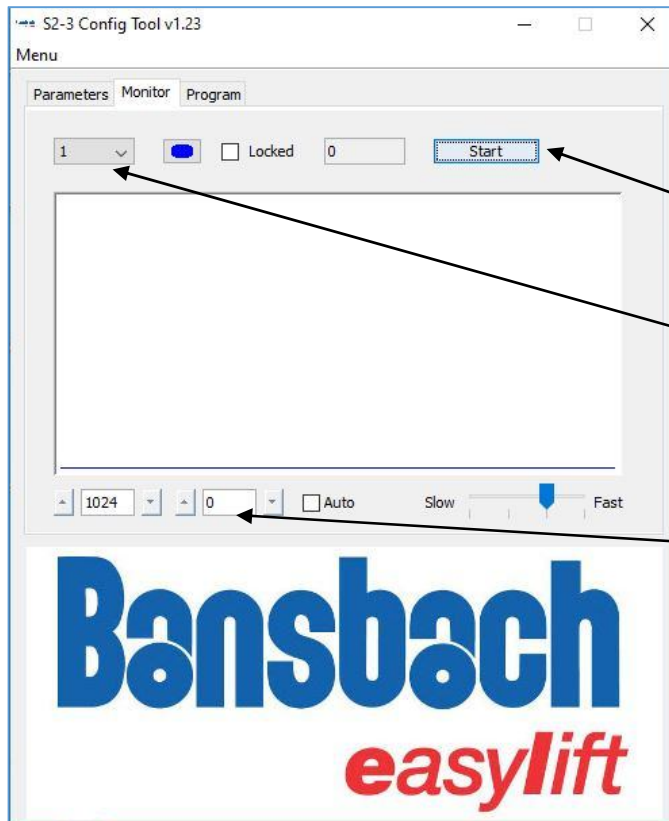 S2-3 Config Tool v1.23
Menu
Parameters Monitor Program
1 Locked 0 Start
1024 0 Auto Slow Fast
Bansbach
easylift